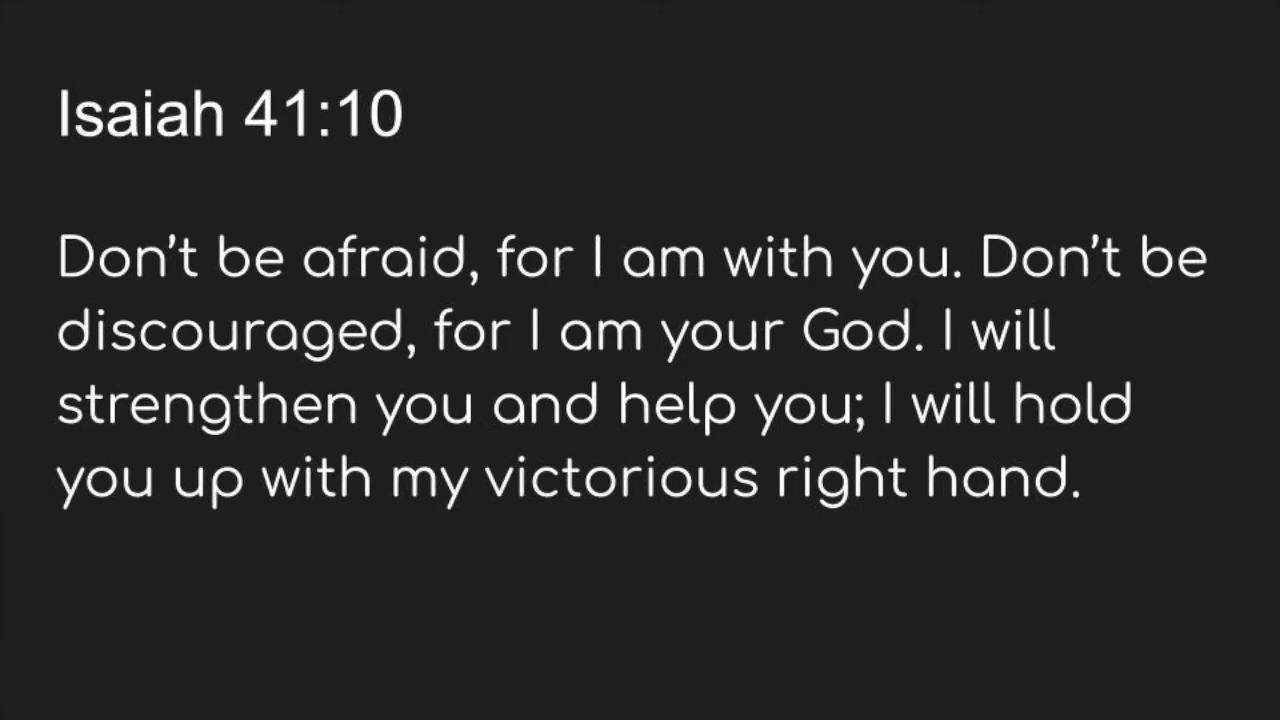 Isaiah 41:10
Don’t be afraid, for I am with you. Don’t be
discouraged, for I am your God. I will
strengthen you and help you; I will hold
you up with my victorious right hand.